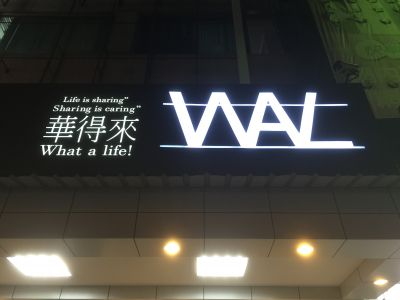 Life is sharing"
Sharing is caring"
華得來
What a life!
WAL